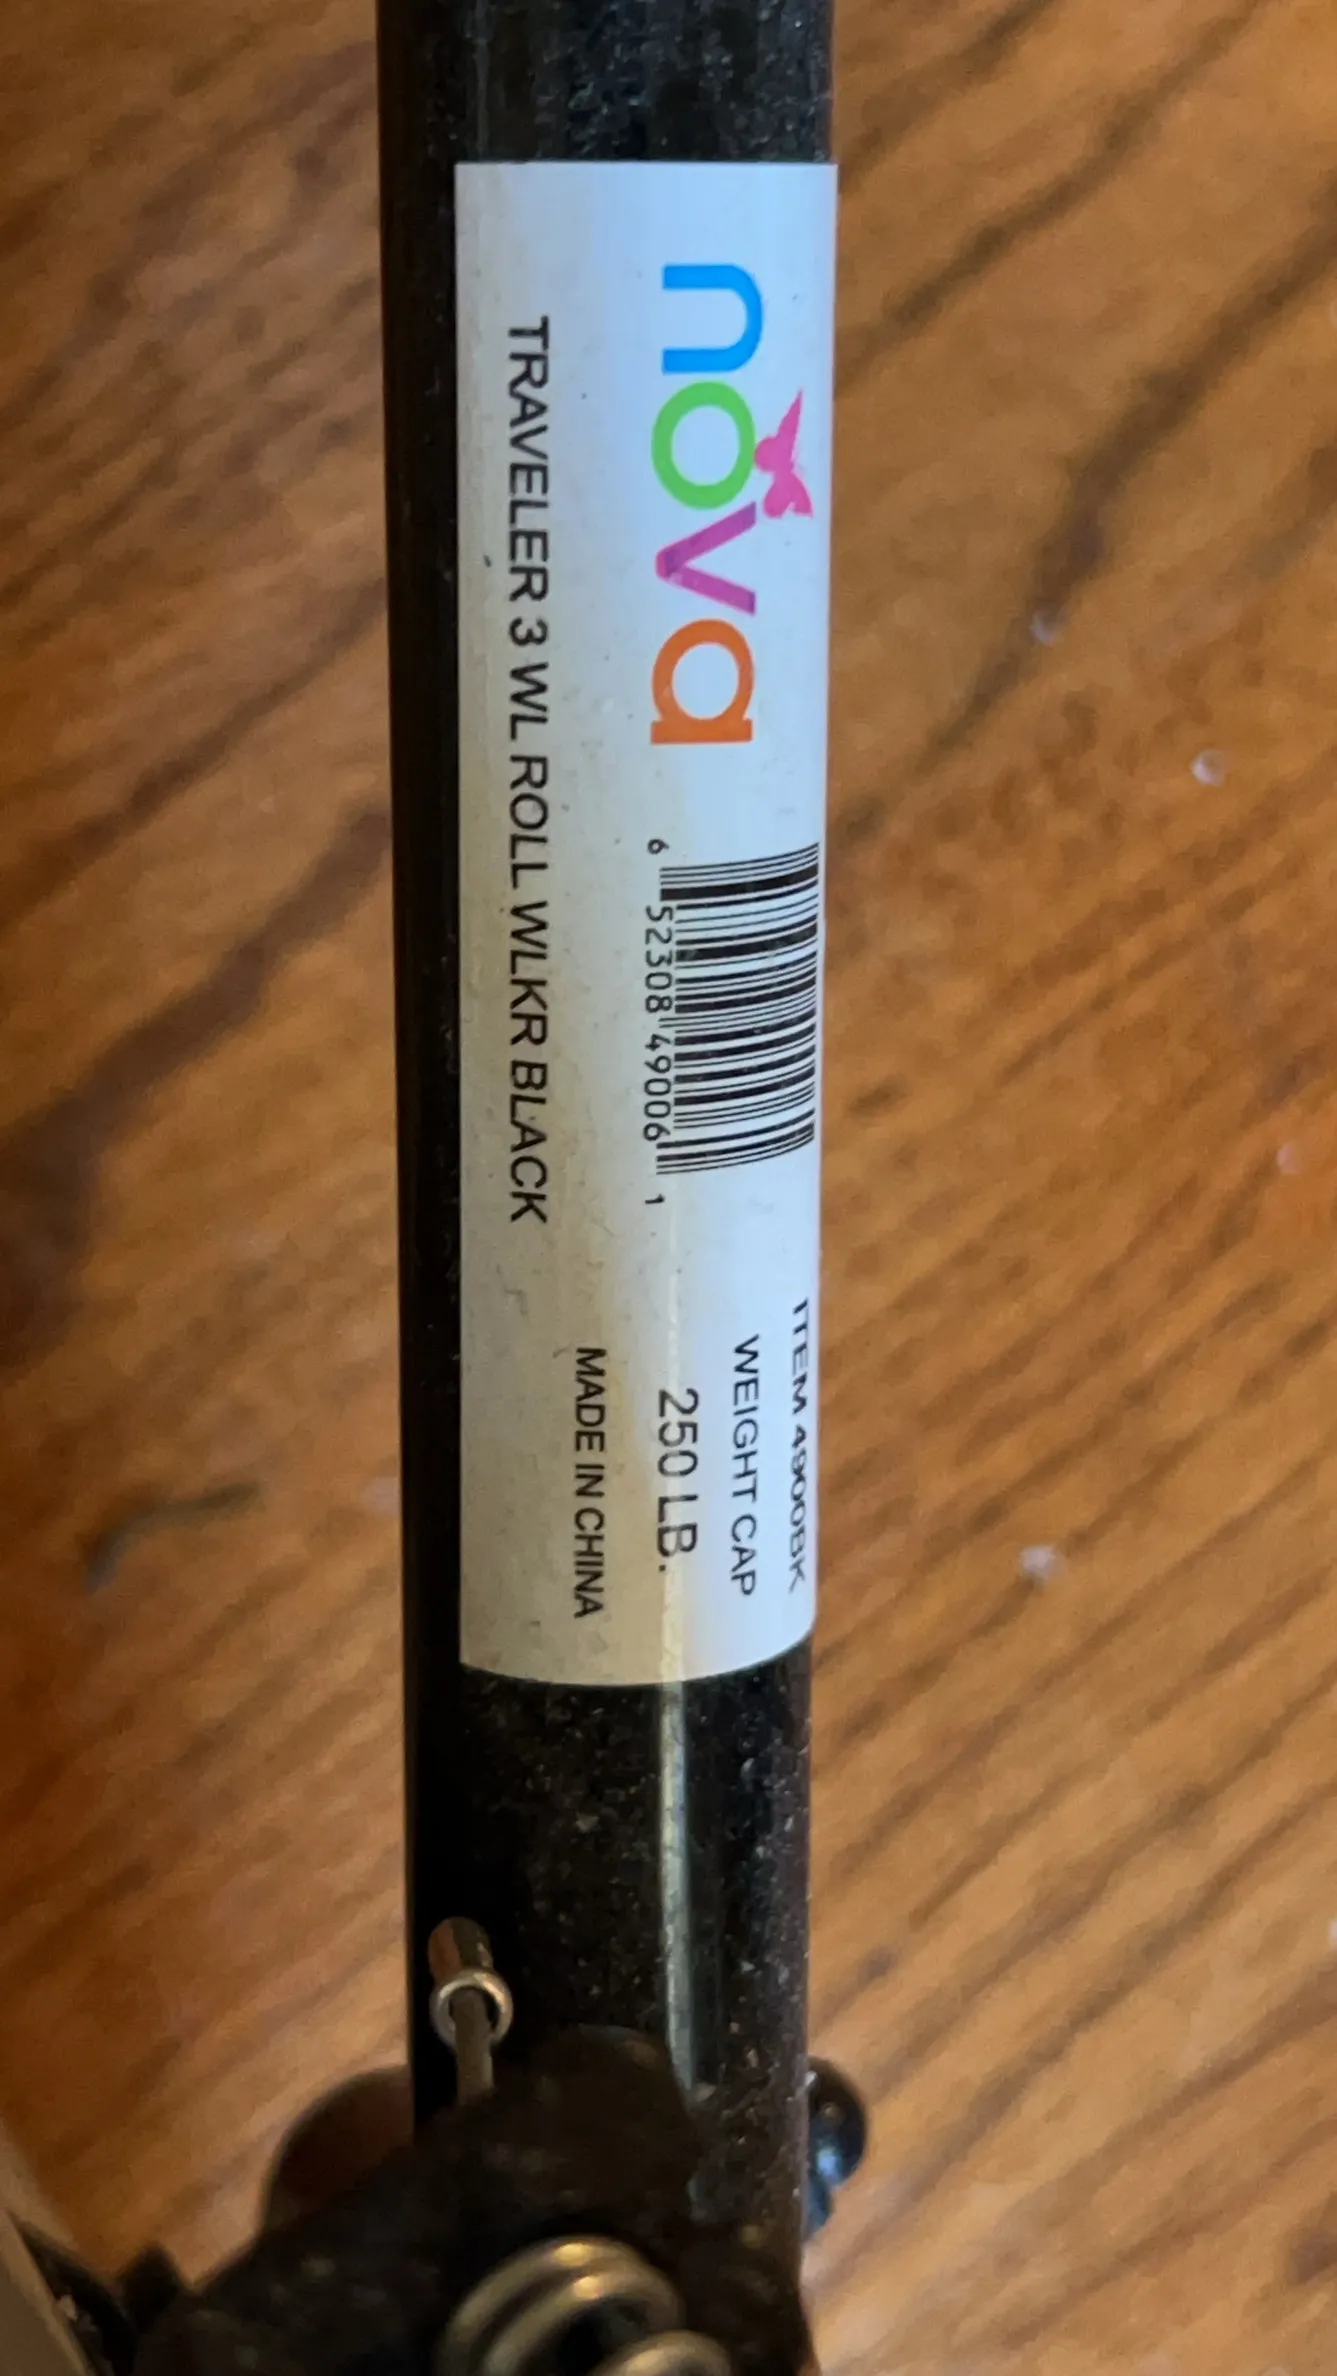 nova
TRAVELER 3 WL ROLL WLKR BLACK
6 52308 49006 1
ITEM 4900BK
WEIGHT CAP
250 LB.
MADE IN CHINA